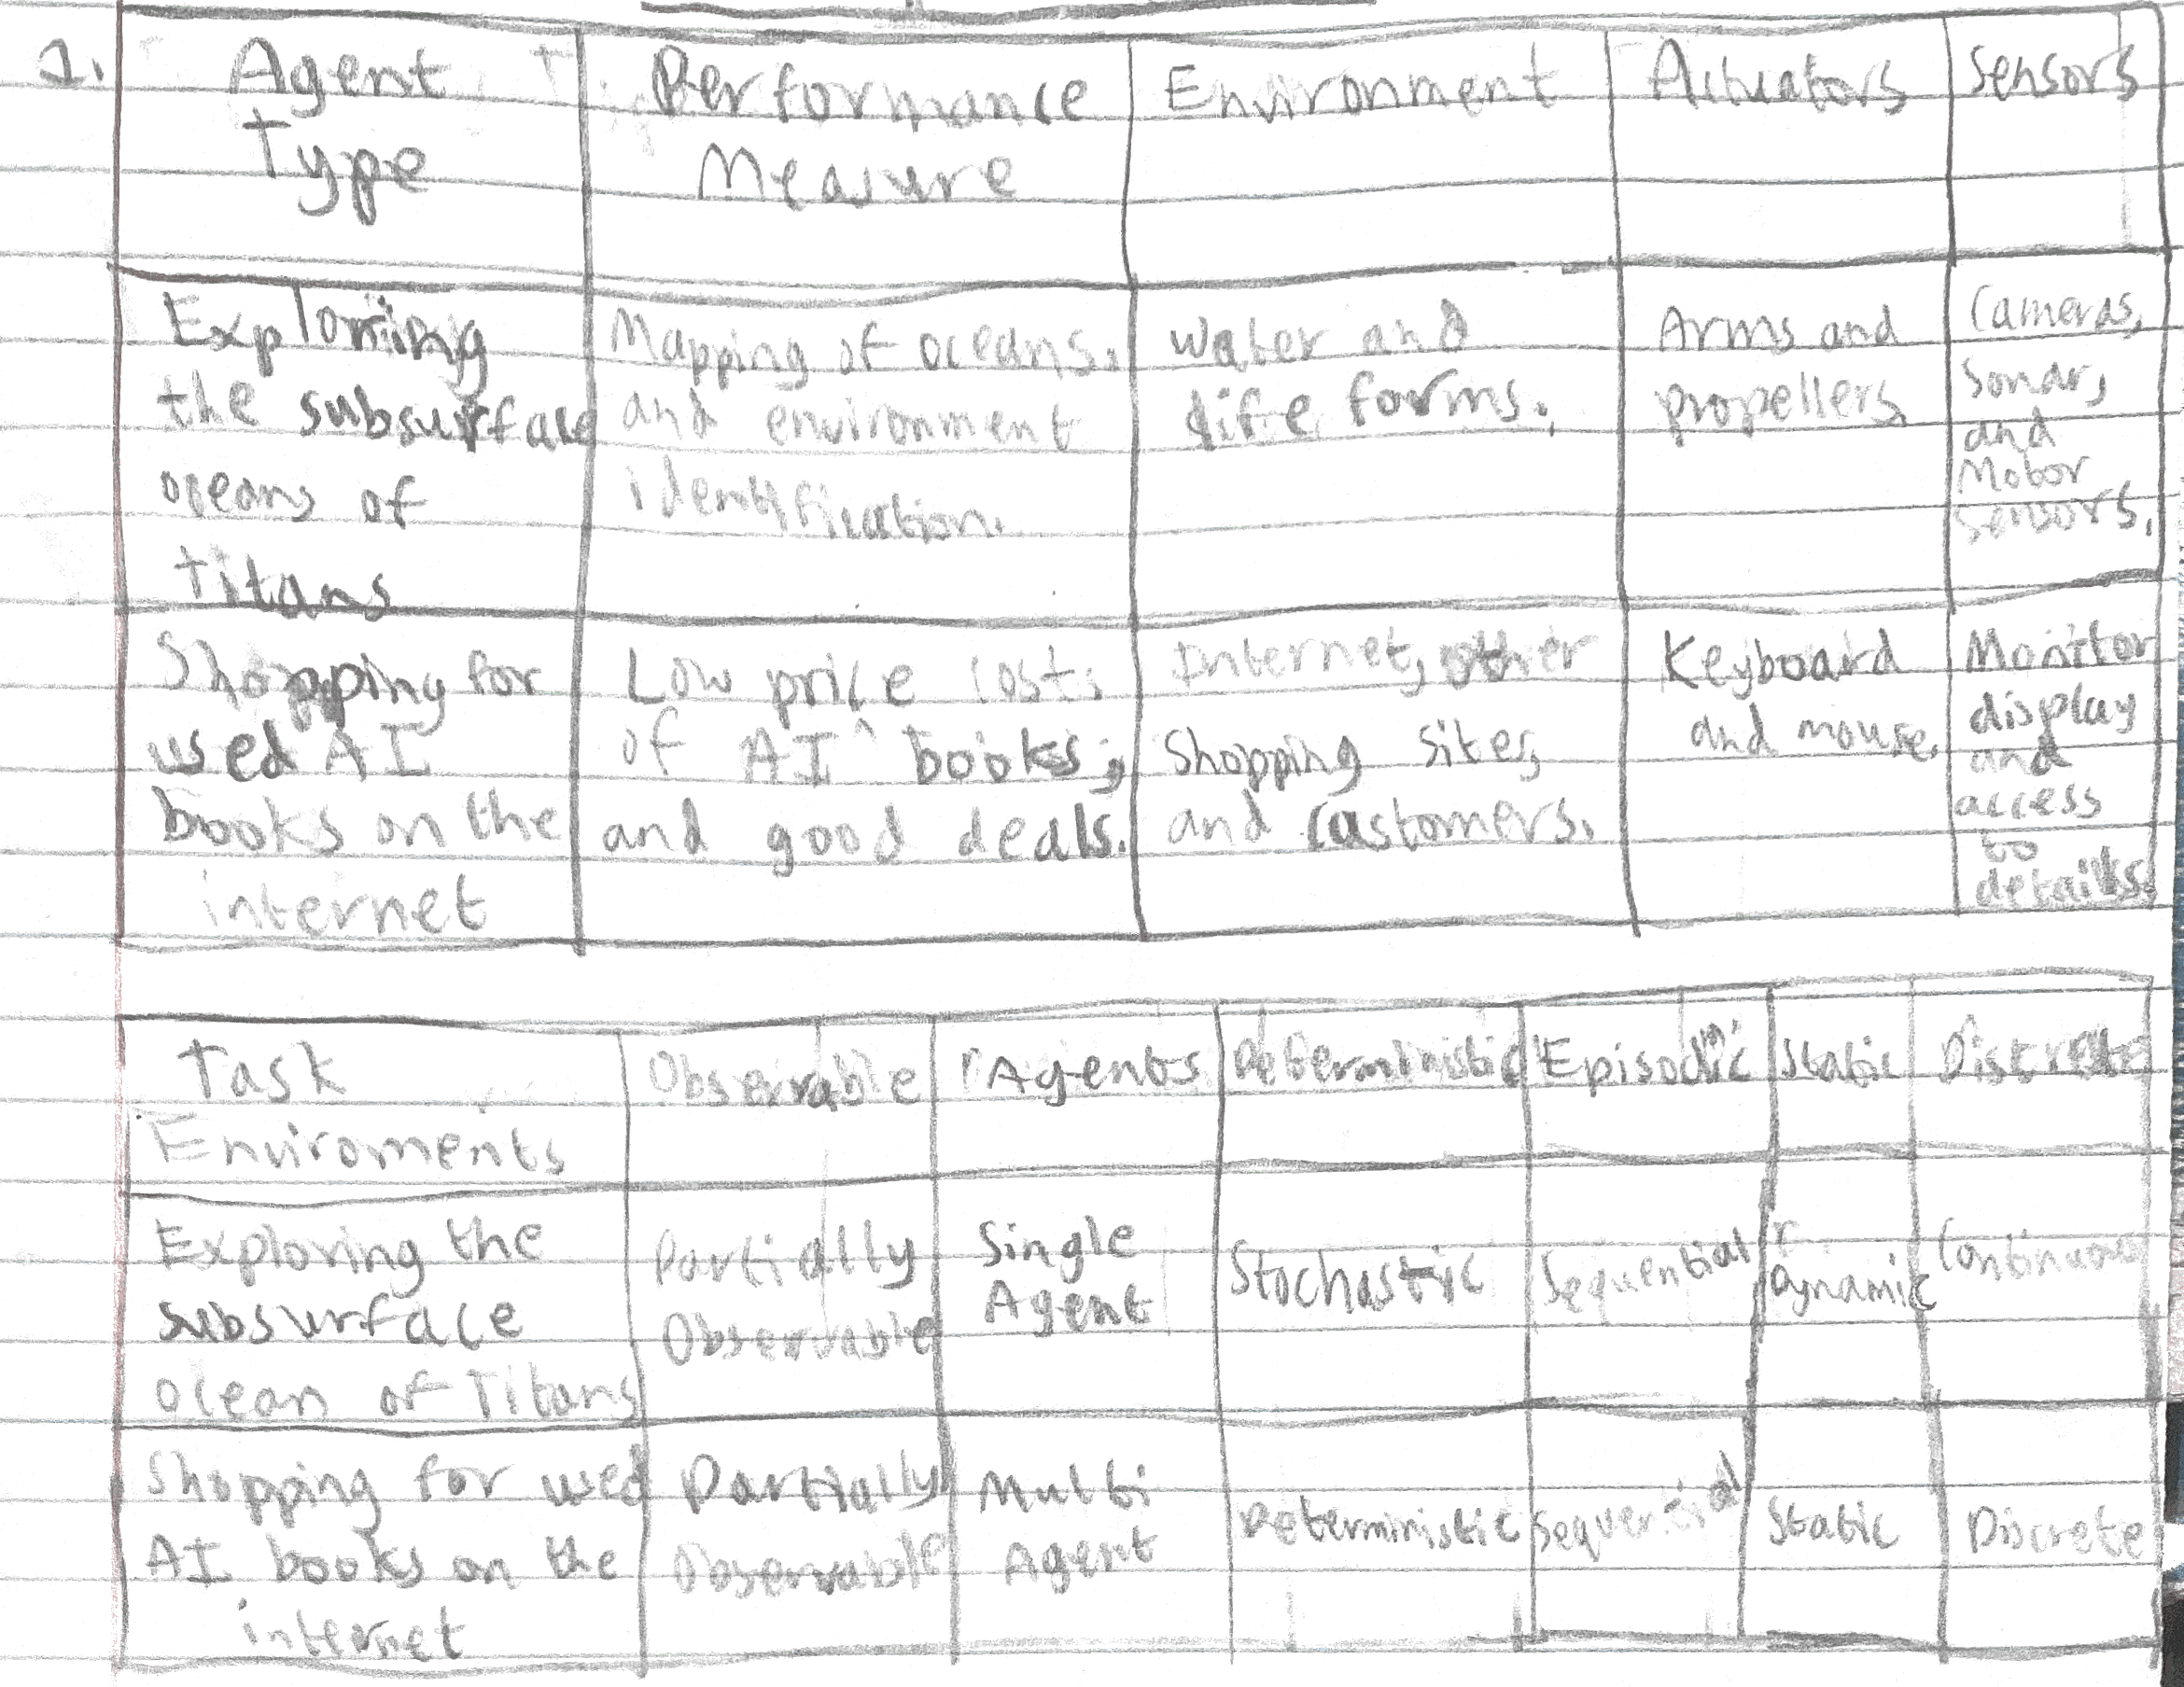 1.
Agent Type
Performance Measure
Environment
Actuators
Sensors
Exploring
the subsurface
oceans of
Titans
Mapping of oceans.
and environment
identification.
Water and
life forms.
Arms and
propellers.
Cameras,
Sonar,
and
Motor
sensors.
Shopping for
used AI
books on the
internet
Low price cost.
of AI books,
and good deals.
Internet, other
Shopping sites,
and customers.
Keyboard
and mouse.
Monitor
display
and
access
to
details.
Task
Enviroments
Observable
Agents
Deterministic
Episodic
Static
Discrete
Exploring the
subsurface
ocean of Titans
Partially
Observable
Single
Agent
Stochastic
Sequential
Dynamic
Continuous
Shopping for used
AI books on the
internet
Partially
Observable
Multi
Agent
Deterministic
Sequential
Static
Discrete